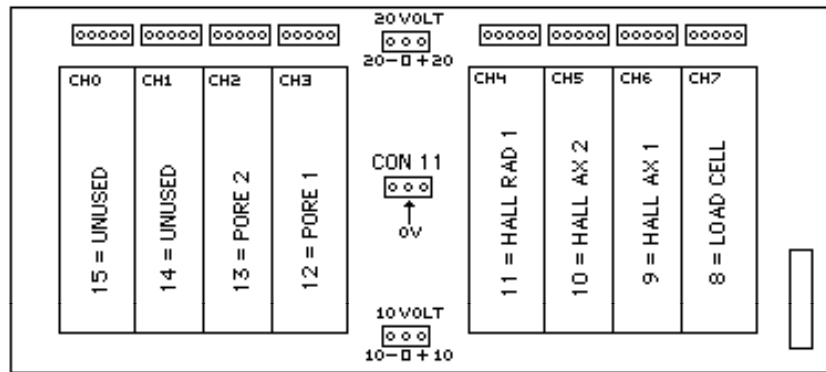 20 VOLT
20-0+20
CH0
CH1
CH2
CH3
CH4
CH5
CH6
CH7
15 = UNUSED
14 = UNUSED
13 = PORE 2
12 = PORE 1
CON 11
0V
11 = HALL RAD 1
10 = HALL AX 2
9 = HALL AX 1
8 = LOAD CELL
10 VOLT
10-0+10